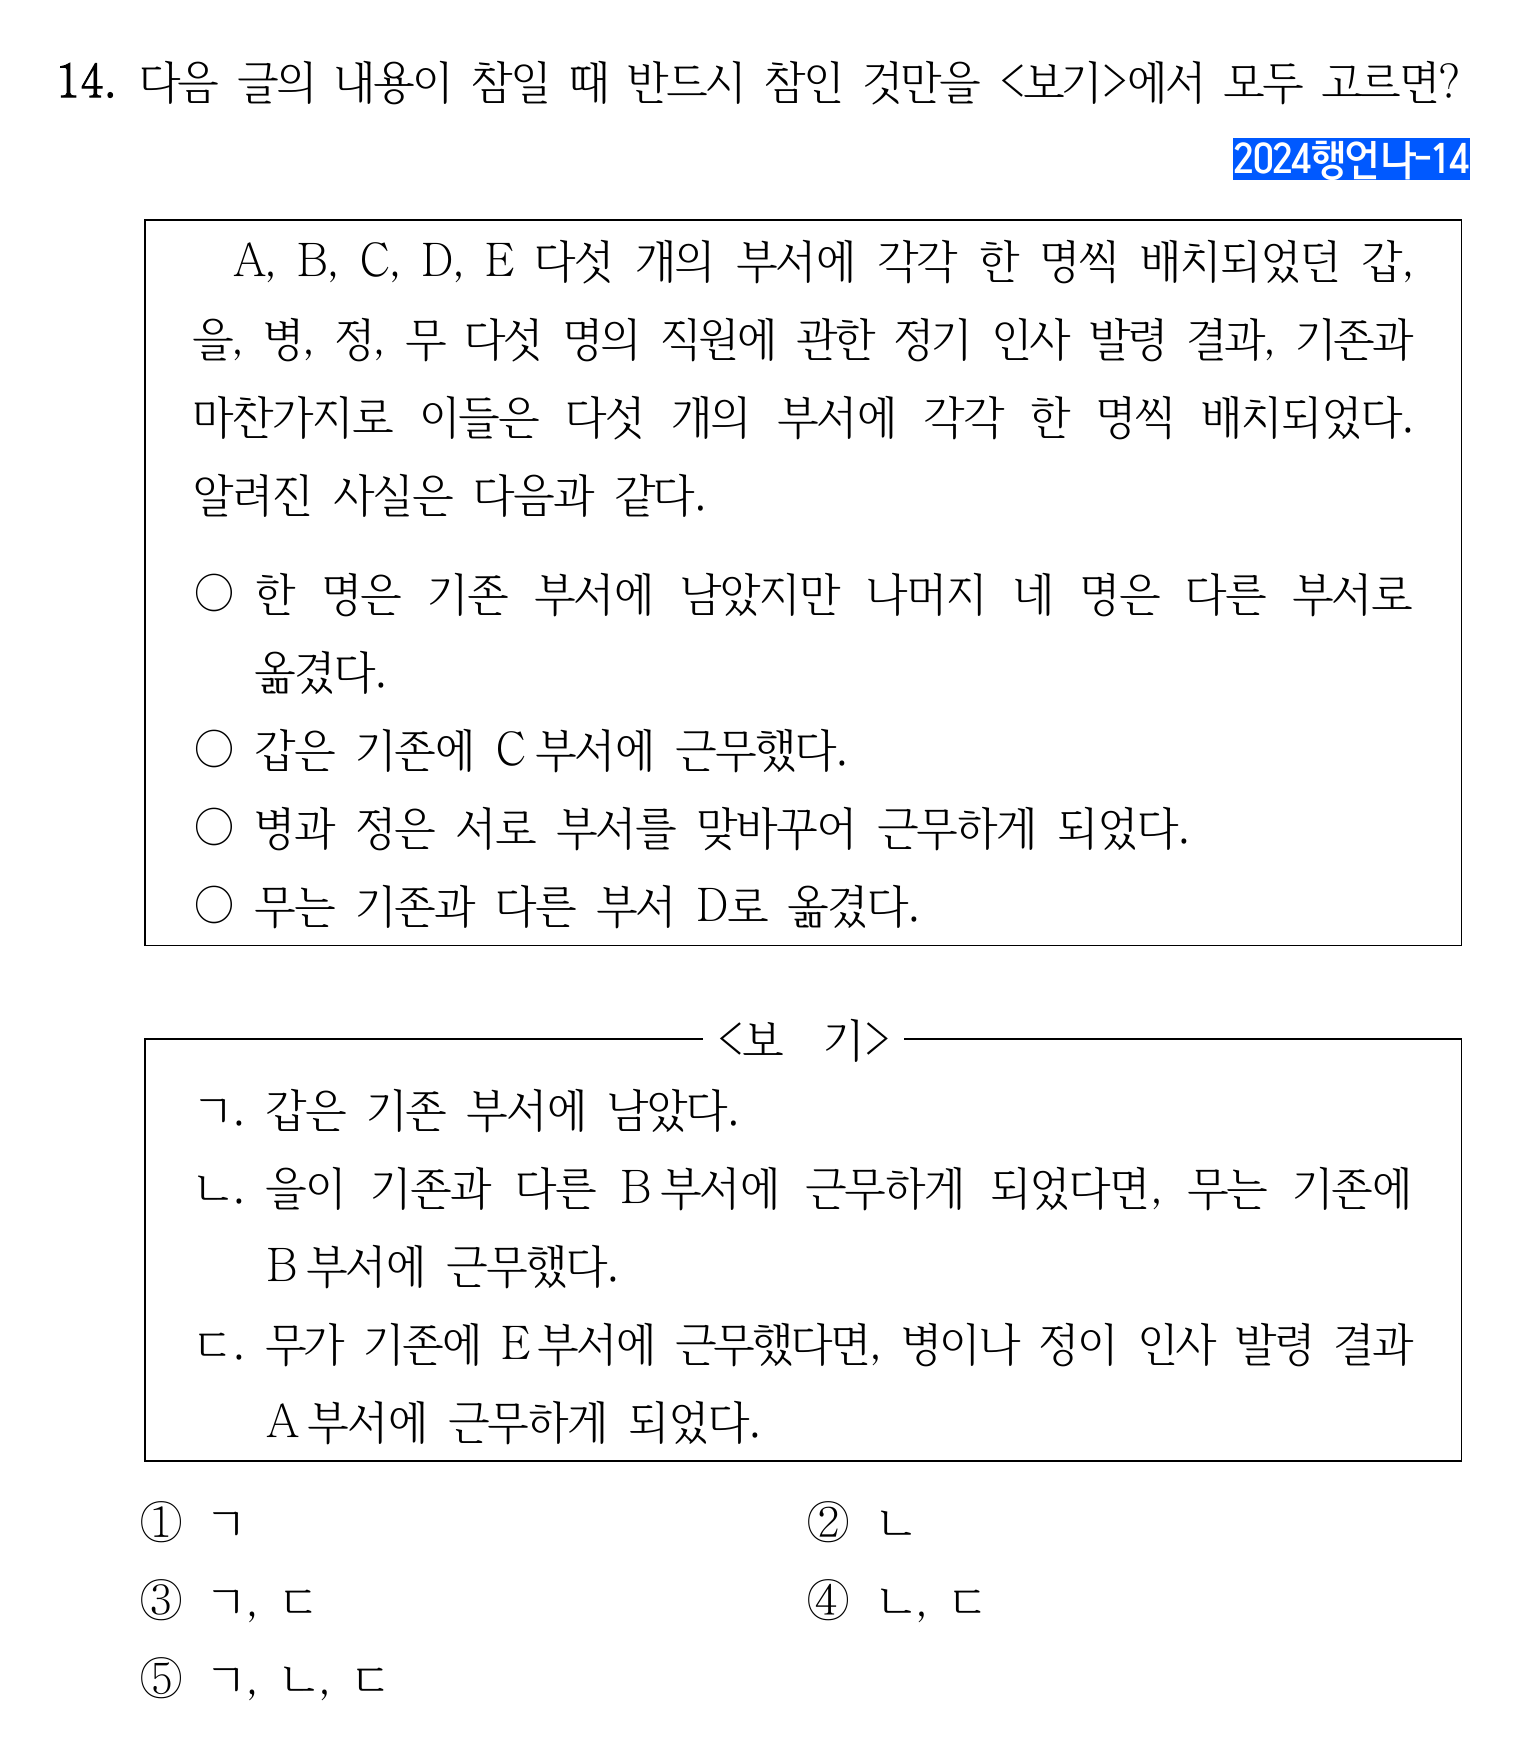 14. 다음 글의 내용이 참일 때 반드시 참인 것만을 <보기>에서 모두 고르면?
2024행언나-14
A, B, C, D, E 다섯 개의 부서에 각각 한 명씩 배치되었던 갑,
을, 병, 정, 무 다섯 명의 직원에 관한 정기 인사 발령 결과, 기존과
마찬가지로 이들은 다섯 개의 부서에 각각 한 명씩 배치되었다.
알려진 사실은 다음과 같다.
○ 한 명은 기존 부서에 남았지만 나머지 네 명은 다른 부서로
옮겼다.
○ 갑은 기존에 C 부서에 근무했다.
○ 병과 정은 서로 부서를 맞바꾸어 근무하게 되었다.
○ 무는 기존과 다른 부서 D로 옮겼다.
<보 기>
ㄱ. 갑은 기존 부서에 남았다.
ㄴ. 을이 기존과 다른 B 부서에 근무하게 되었다면, 무는 기존에
B 부서에 근무했다.
ㄷ. 무가 기존에 E 부서에 근무했다면, 병이나 정이 인사 발령 결과
A 부서에 근무하게 되었다.
① ㄱ ② ㄴ
③ ㄱ, ㄷ ④ ㄴ, ㄷ
⑤ ㄱ, ㄴ, ㄷ